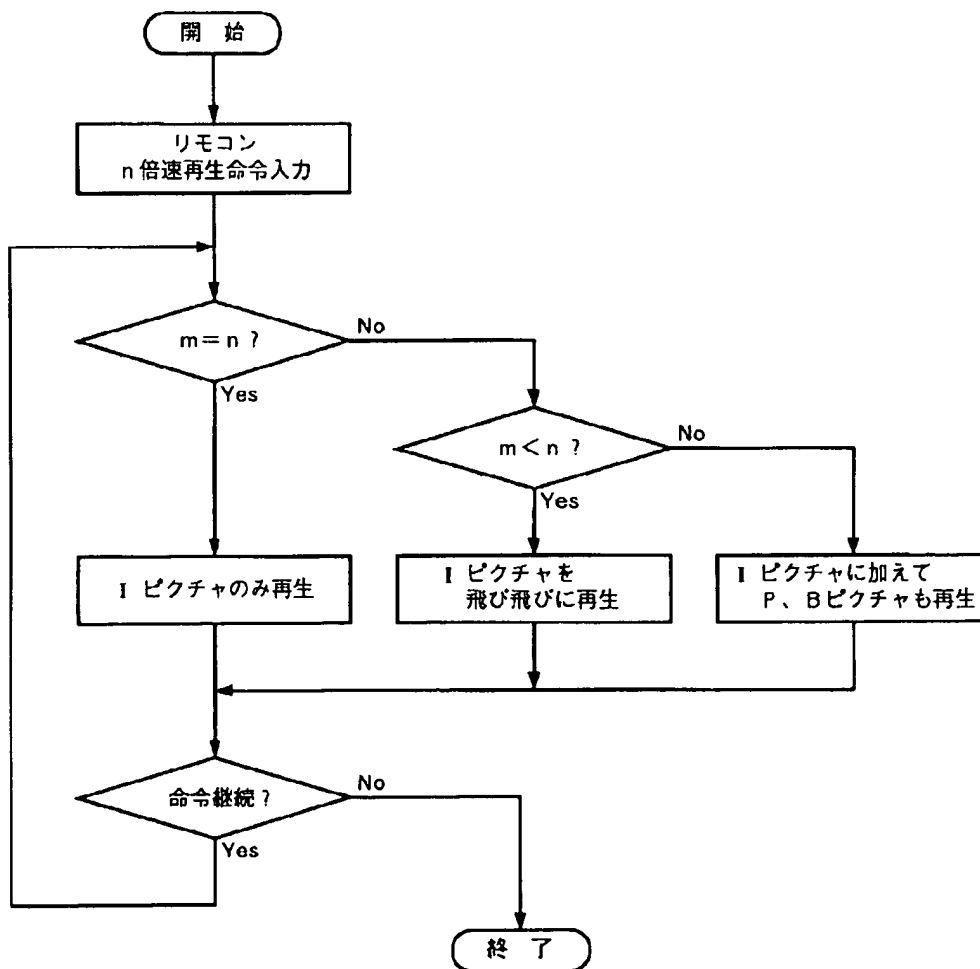 開 始
リモコン
n倍速再生命令入力
m=n ?
No
Yes
m<n ?
No
Yes
I ピクチャのみ再生
I ピクチャを
飛び飛びに再生
I ピクチャに加えて
P、Bピクチャも再生
命令継続?
No
Yes
終 了